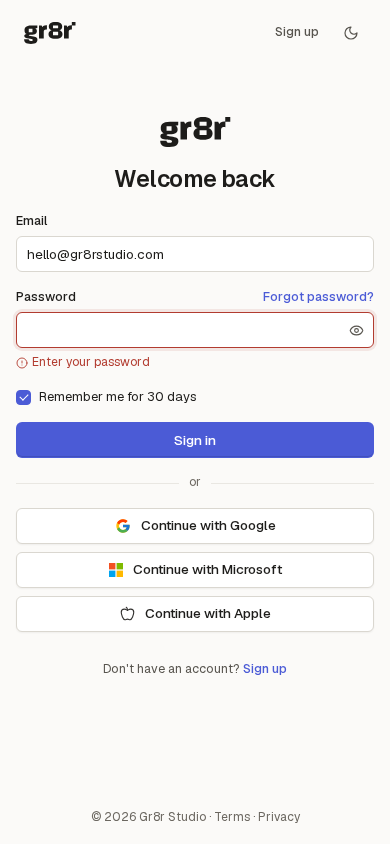 gr8r
Sign up
gr8r
Welcome back
Email
hello@gr8rstudio.com
Password
Forgot password?
Enter your password
Remember me for 30 days
Sign in
or
Continue with Google
Continue with Microsoft
Continue with Apple
Don't have an account? Sign up
© 2026 Gr8r Studio · Terms · Privacy